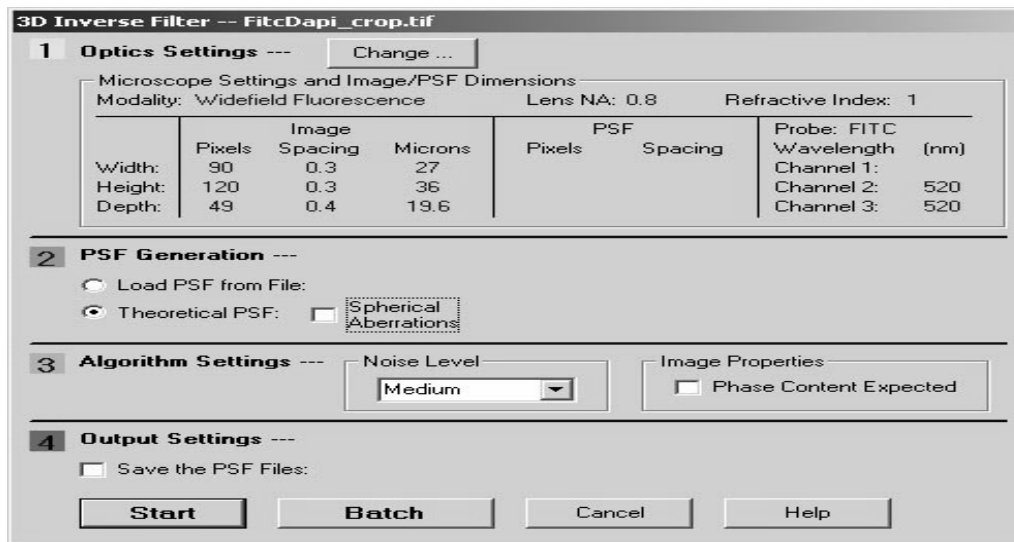 3D Inverse Filter -- FitcDapi_crop.tif
1 Optics Settings --- Change ...
Microscope Settings and Image/PSF Dimensions
Modality: Widefield Fluorescence Lens NA: 0.8 Refractive Index: 1
Image PSF Probe: FITC
Pixels Spacing Microns Pixels Spacing Wavelength (nm)
Width: 90 0.3 27 Channel 1:
Height: 120 0.3 36 Channel 2: 520
Depth: 49 0.4 19.6 Channel 3: 520
2 PSF Generation ---
Load PSF from File:
Theoretical PSF: Spherical
Aberrations
3 Algorithm Settings --- Noise Level Image Properties
Medium Phase Content Expected
4 Output Settings ---
Save the PSF Files:
Start Batch Cancel Help